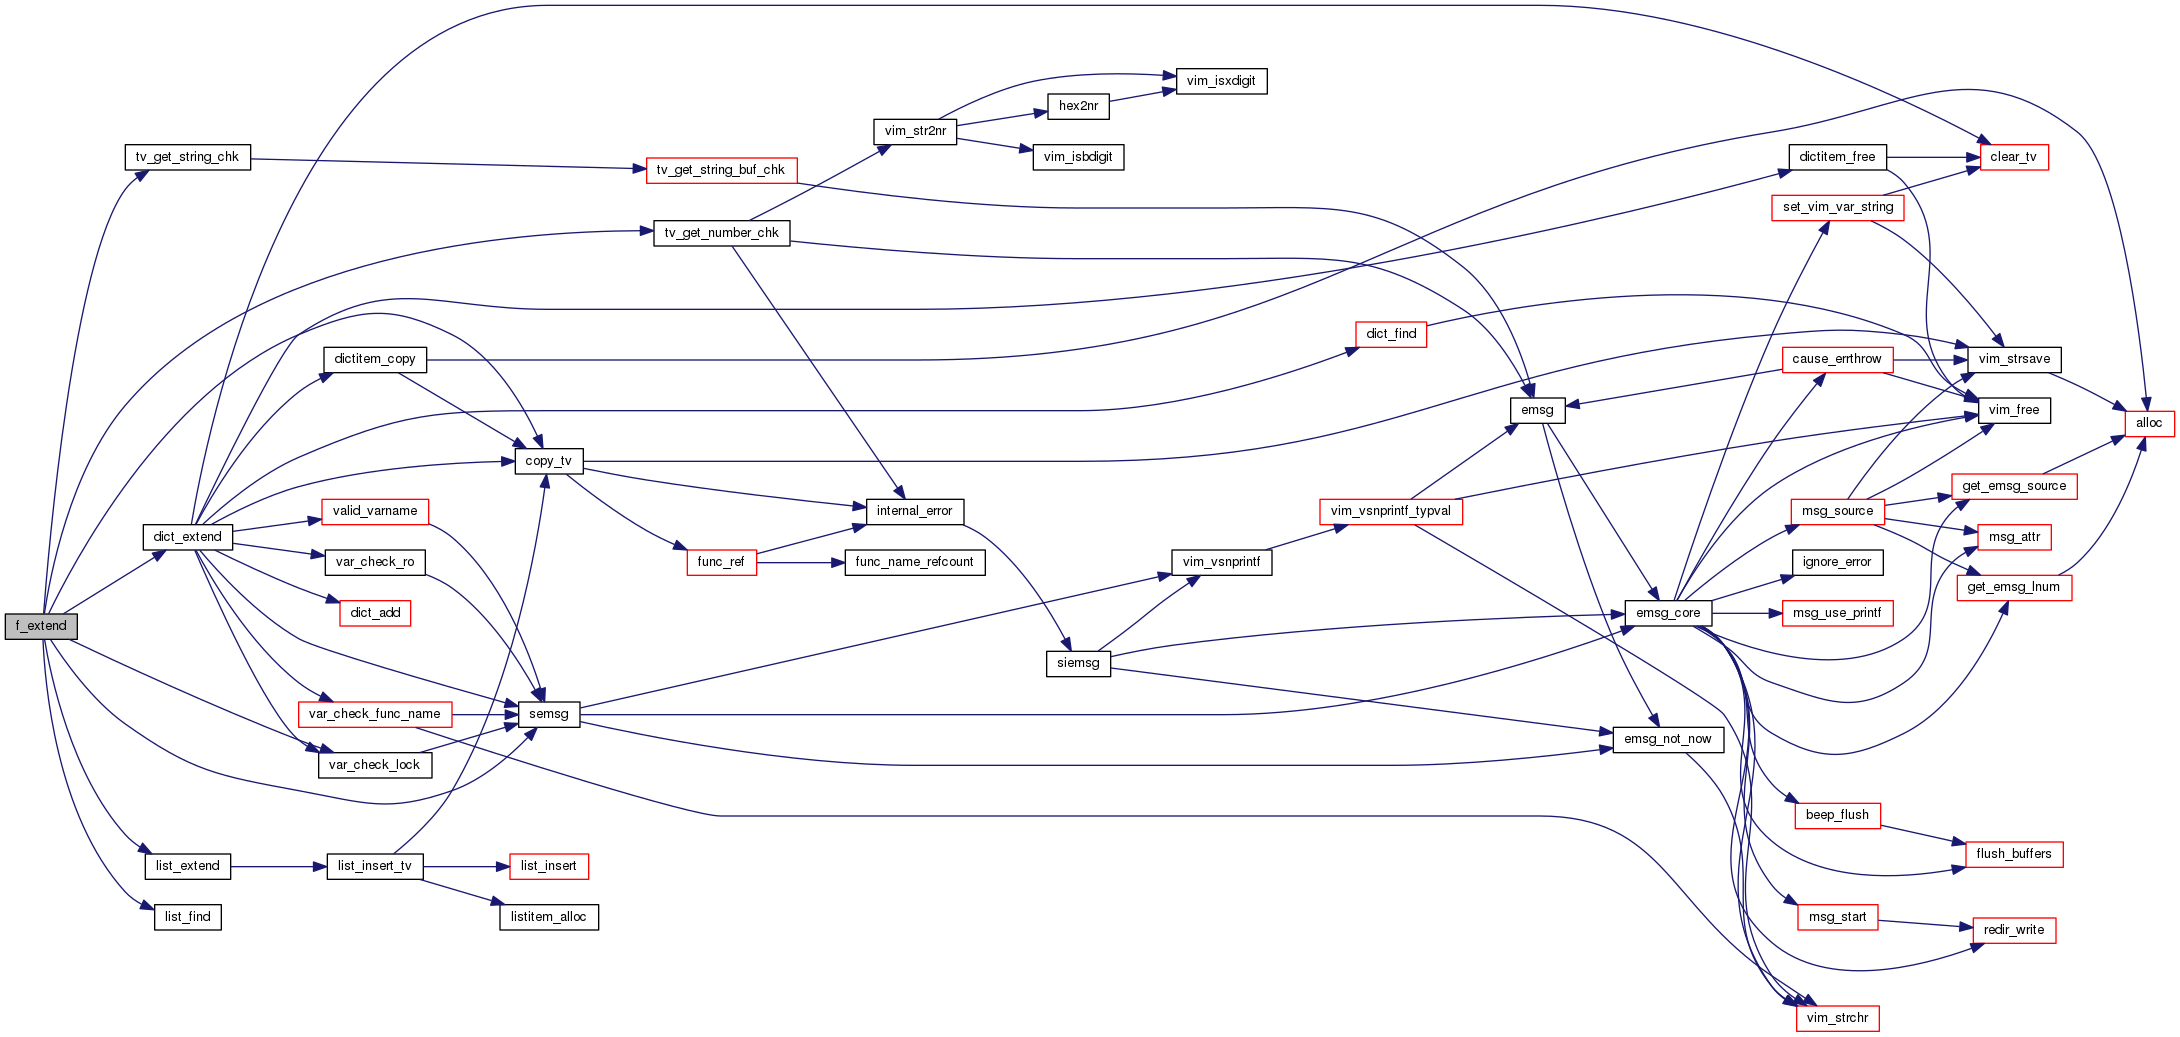 vim_isxdigit
hex2nr
vim_str2nr
vim_isbdigit
tv_get_string_chk
tv_get_string_buf_chk
dictitem_free
clear_tv
set_vim_var_string
tv_get_number_chk
dict_find
dictitem_copy
cause_errthrow
vim_strsave
emsg
vim_free
alloc
copy_tv
get_emsg_source
valid_varname
internal_error
vim_vsnprintf_typval
msg_source
dict_extend
msg_attr
var_check_ro
func_ref
func_name_refcount
vim_vsnprintf
ignore_error
get_emsg_lnum
dict_add
emsg_core
msg_use_printf
f_extend
siemsg
var_check_func_name
semsg
emsg_not_now
var_check_lock
beep_flush
flush_buffers
list_extend
list_insert_tv
list_insert
list_find
listitem_alloc
msg_start
redir_write
vim_strchr